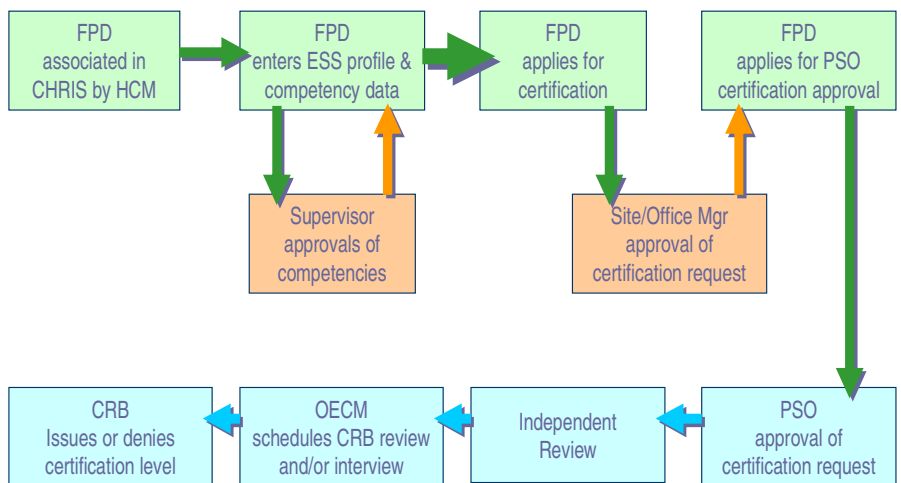 FPD
associated in
CHRIS by HCM
FPD
enters ESS profile &
competency data
FPD
applies for
certification
FPD
applies for PSO
certification approval
Supervisor
approvals of
competencies
Site/Office Mgr
approval of
certification request
CRB
Issues or denies
certification level
OECM
schedules CRB review
and/or interview
Independent
Review
PSO
approval of
certification request